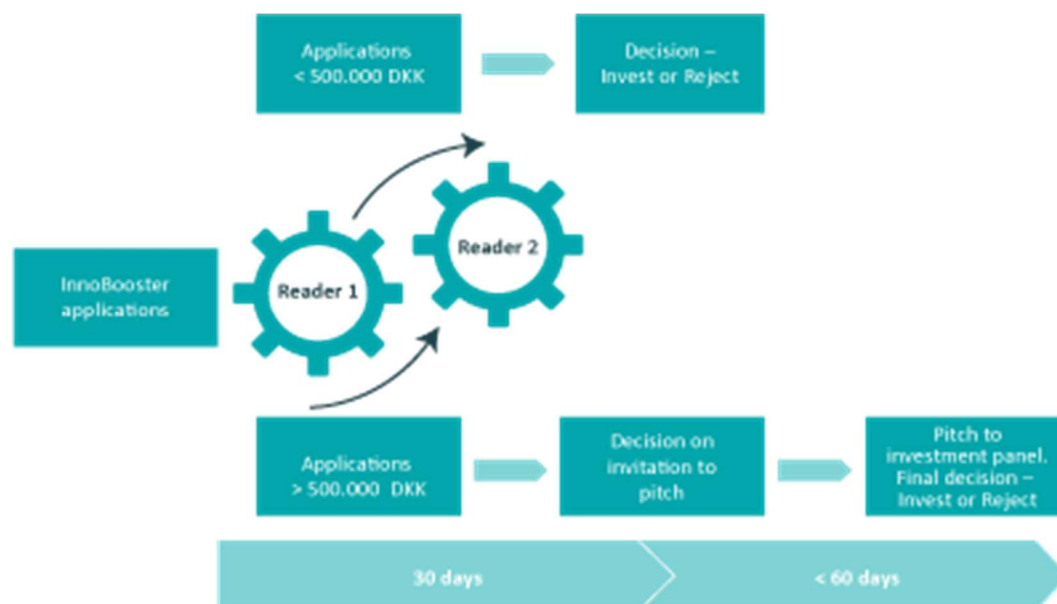 Applications
< 500.000 DKK
Decision –
Invest or Reject
InnoBooster
applications
Reader 1
Reader 2
Applications
> 500.000 DKK
Decision on
invitation to
pitch
Pitch to
investment panel.
Final decision –
Invest or Reject
30 days
< 60 days